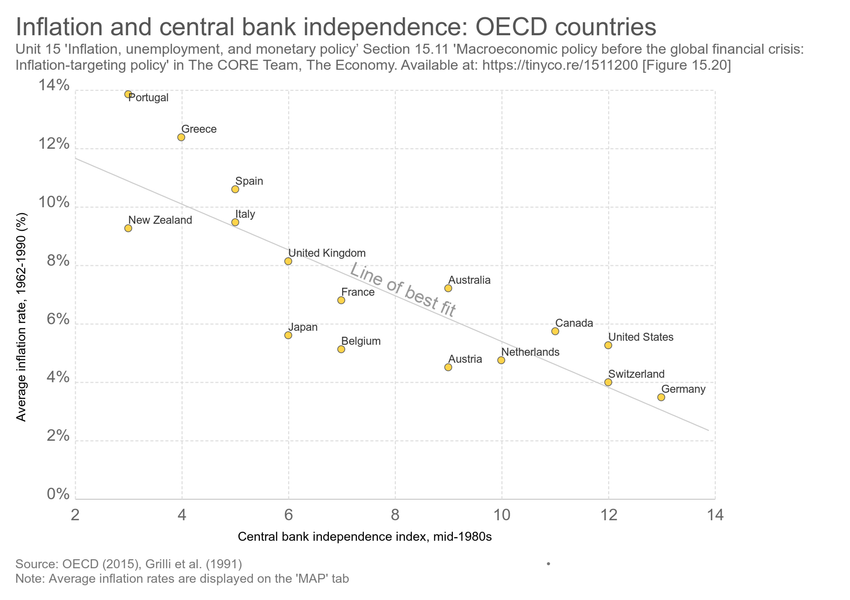 Inflation and central bank independence: OECD countries
Unit 15 'Inflation, unemployment, and monetary policy' Section 15.11 'Macroeconomic policy before the global financial crisis:
Inflation-targeting policy' in The CORE Team, The Economy. Available at: https://tinyco.re/1511200 [Figure 15.20]
14%
Portugal
Greece
12%
Spain
10%
Italy
New Zealand
United Kingdom
8%
Line of best fit
Australia
France
6%
Canada
Japan
United States
Belgium
Netherlands
Austria
4%
Switzerland
Germany
2%
0%
2 4 6 8 10 12 14
Average inflation rate, 1962-1990 (%)
Central bank independence index, mid-1980s
Source: OECD (2015), Grilli et al. (1991)
Note: Average inflation rates are displayed on the 'MAP' tab